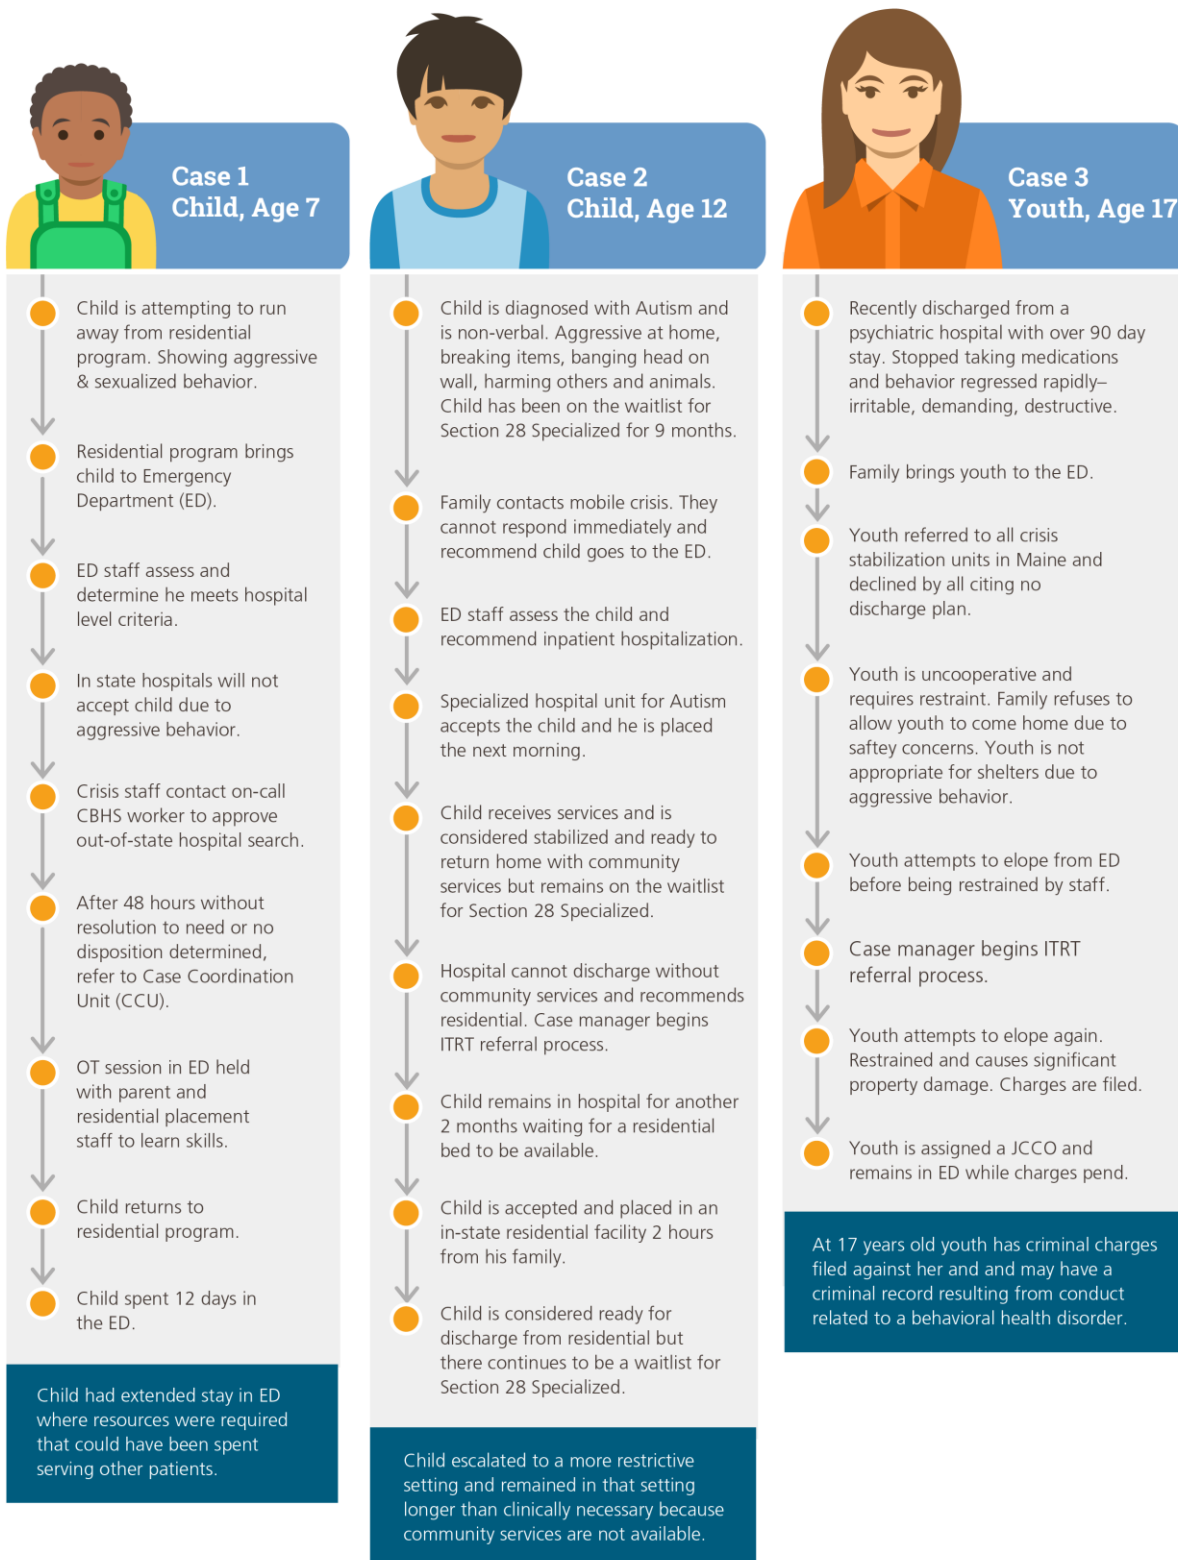 Case 1
Child, Age 7
Child is attempting to run
away from residential
program. Showing aggressive
& sexualized behavior.
Residential program brings
child to Emergency
Department (ED).
ED staff assess and
determine he meets hospital
level criteria.
In state hospitals will not
accept child due to
aggressive behavior.
Crisis staff contact on-call
CBHS worker to approve
out-of-state hospital search.
After 48 hours without
resolution to need or no
disposition determined,
refer to Case Coordination
Unit (CCU).
OT session in ED held
with parent and
residential placement
staff to learn skills.
Child returns to
residential program.
Child spent 12 days in
the ED.
Child had extended stay in ED
where resources were required
that could have been spent
serving other patients.
Case 2
Child, Age 12
Child is diagnosed with Autism and
is non-verbal. Aggressive at home,
breaking items, banging head on
wall, harming others and animals.
Child has been on the waitlist for
Section 28 Specialized for 9 months.
Family contacts mobile crisis. They
cannot respond immediately and
recommend child goes to the ED.
ED staff assess the child and
recommend inpatient hospitalization.
Specialized hospital unit for Autism
accepts the child and he is placed
the next morning.
Child receives services and is
considered stabilized and ready to
return home with community
services but remains on the waitlist
for Section 28 Specialized.
Hospital cannot discharge without
community services and recommends
residential. Case manager begins
ITRT referral process.
Child remains in hospital for another
2 months waiting for a residential
bed to be available.
Child is accepted and placed in an
in-state residential facility 2 hours
from his family.
Child is considered ready for
discharge from residential but
there continues to be a waitlist for
Section 28 Specialized.
Child escalated to a more restrictive
setting and remained in that setting
longer than clinically necessary because
community services are not available.
Case 3
Youth, Age 17
Recently discharged from a
psychiatric hospital with over 90 day
stay. Stopped taking medications
and behavior regressed rapidly–
irritable, demanding, destructive.
Family brings youth to the ED.
Youth referred to all crisis
stabilization units in Maine and
declined by all citing no
discharge plan.
Youth is uncooperative and
requires restraint. Family refuses to
allow youth to come home due to
saftey concerns. Youth is not
appropriate for shelters due to
aggressive behavior.
Youth attempts to elope from ED
before being restrained by staff.
Case manager begins ITRT
referral process.
Youth attempts to elope again.
Restrained and causes significant
property damage. Charges are filed.
Youth is assigned a JCCO and
remains in ED while charges pend.
At 17 years old youth has criminal charges
filed against her and and may have a
criminal record resulting from conduct
related to a behavioral health disorder.